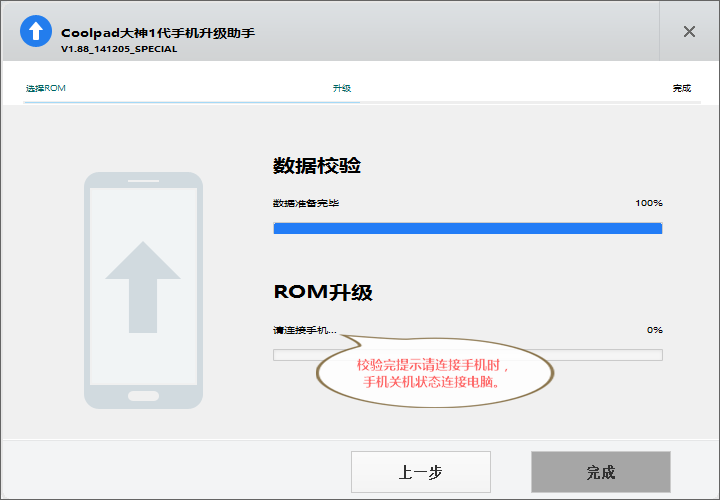 Coolpad大神1代手机升级助手
V1.88_141205_SPECIAL
选择ROM
升级
完成
数据校验
数据准备完毕
100%
ROM升级
请连接手机...
0%
校验完提示请连接手机时，
手机关机状态连接电脑。
上一步
完成